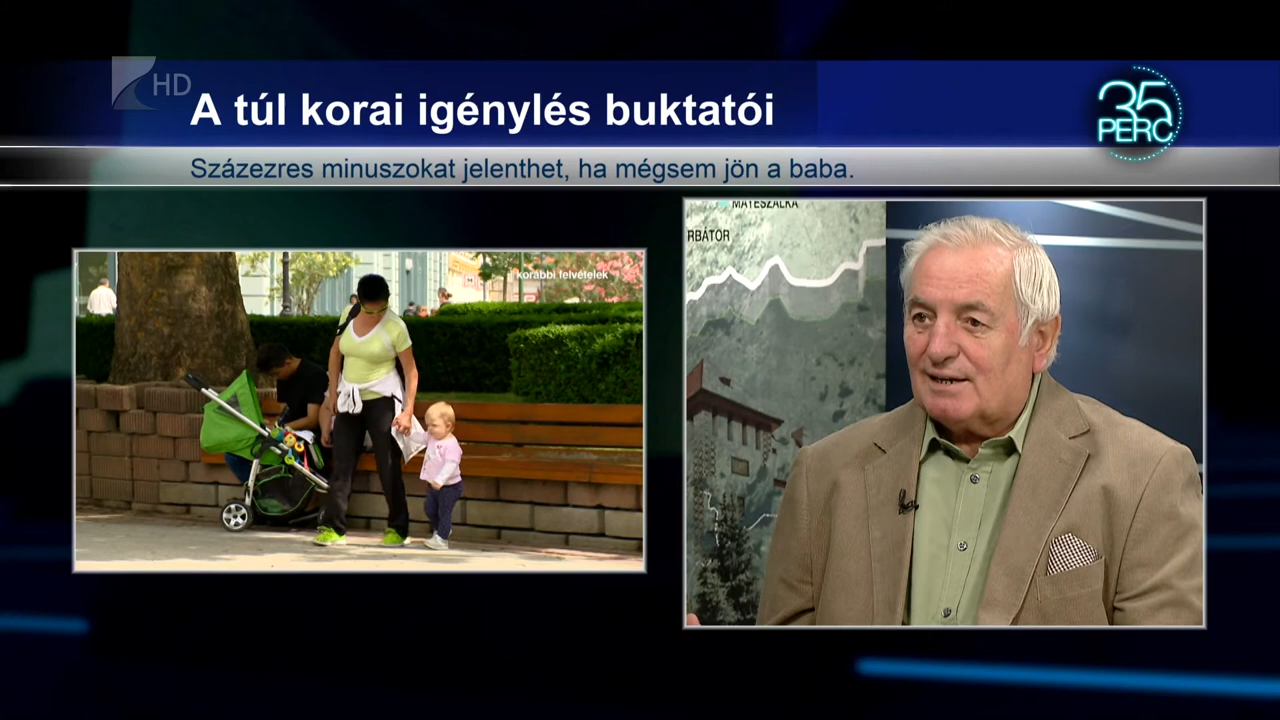 HD
A túl korai igénylés buktatói
35
PERC
Százezres minuszokat jelenthet, ha mégsem jön a baba.
MÁTÉSZALKA
RBÁTOR
korábbi felvételek